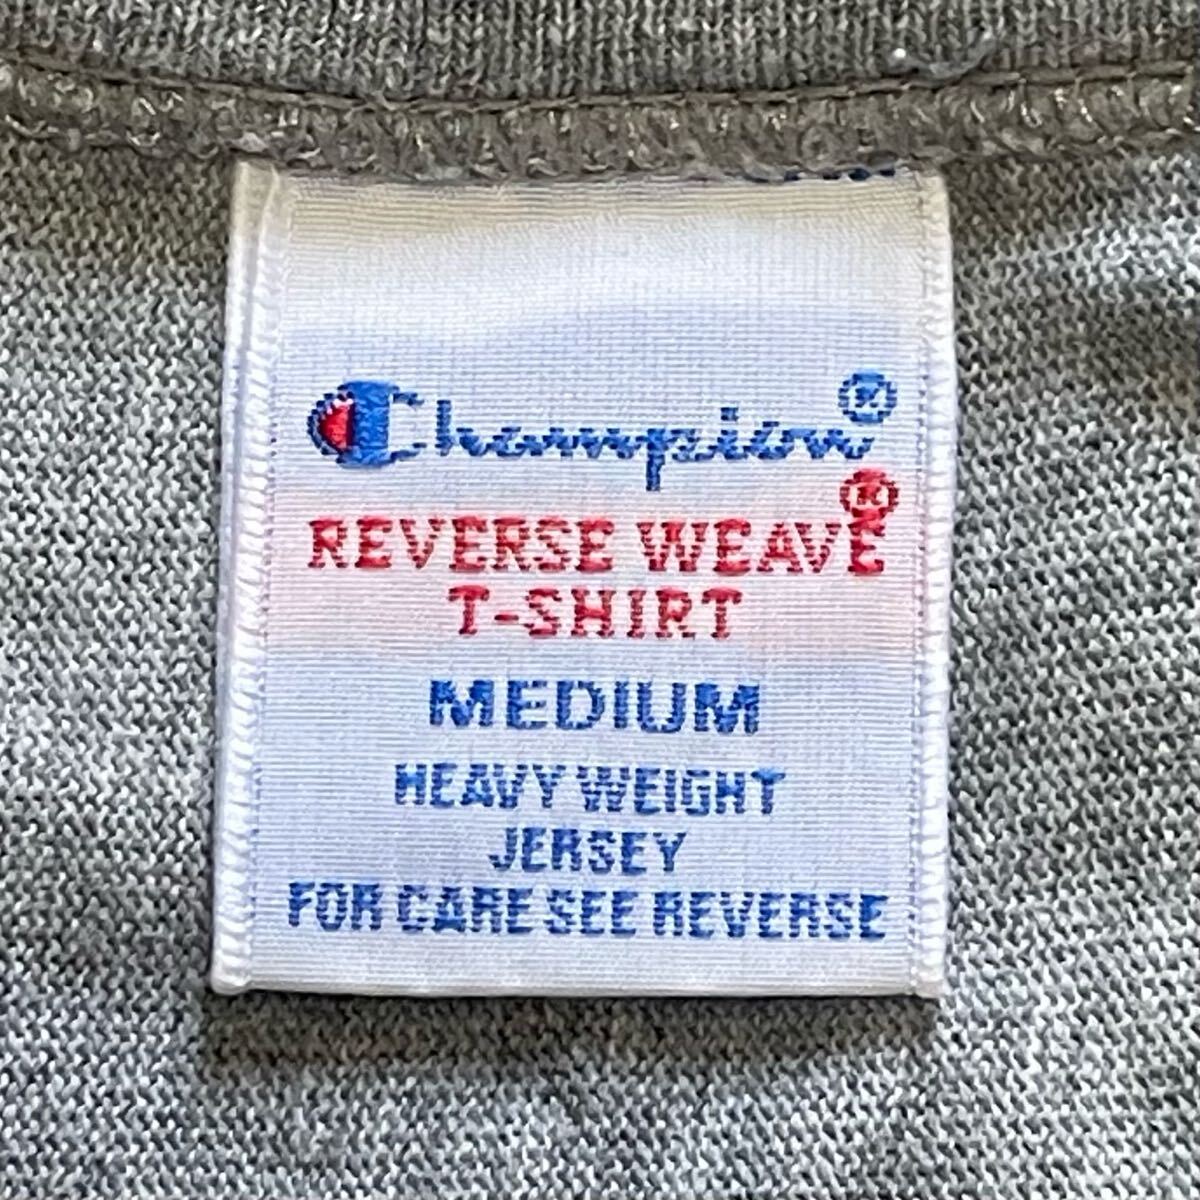 Champion®
REVERSE WEAVE®
T-SHIRT
MEDIUM
HEAVY WEIGHT
JERSEY
FOR CARE SEE REVERSE